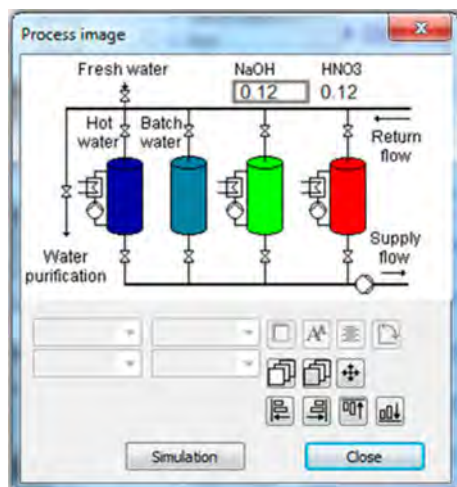 Process image
Fresh water
NaOH
HNO3
0.12
0.12
Hot
water
Batch
water
Return
flow
Water
purification
Supply
flow
AA
Simulation
Close